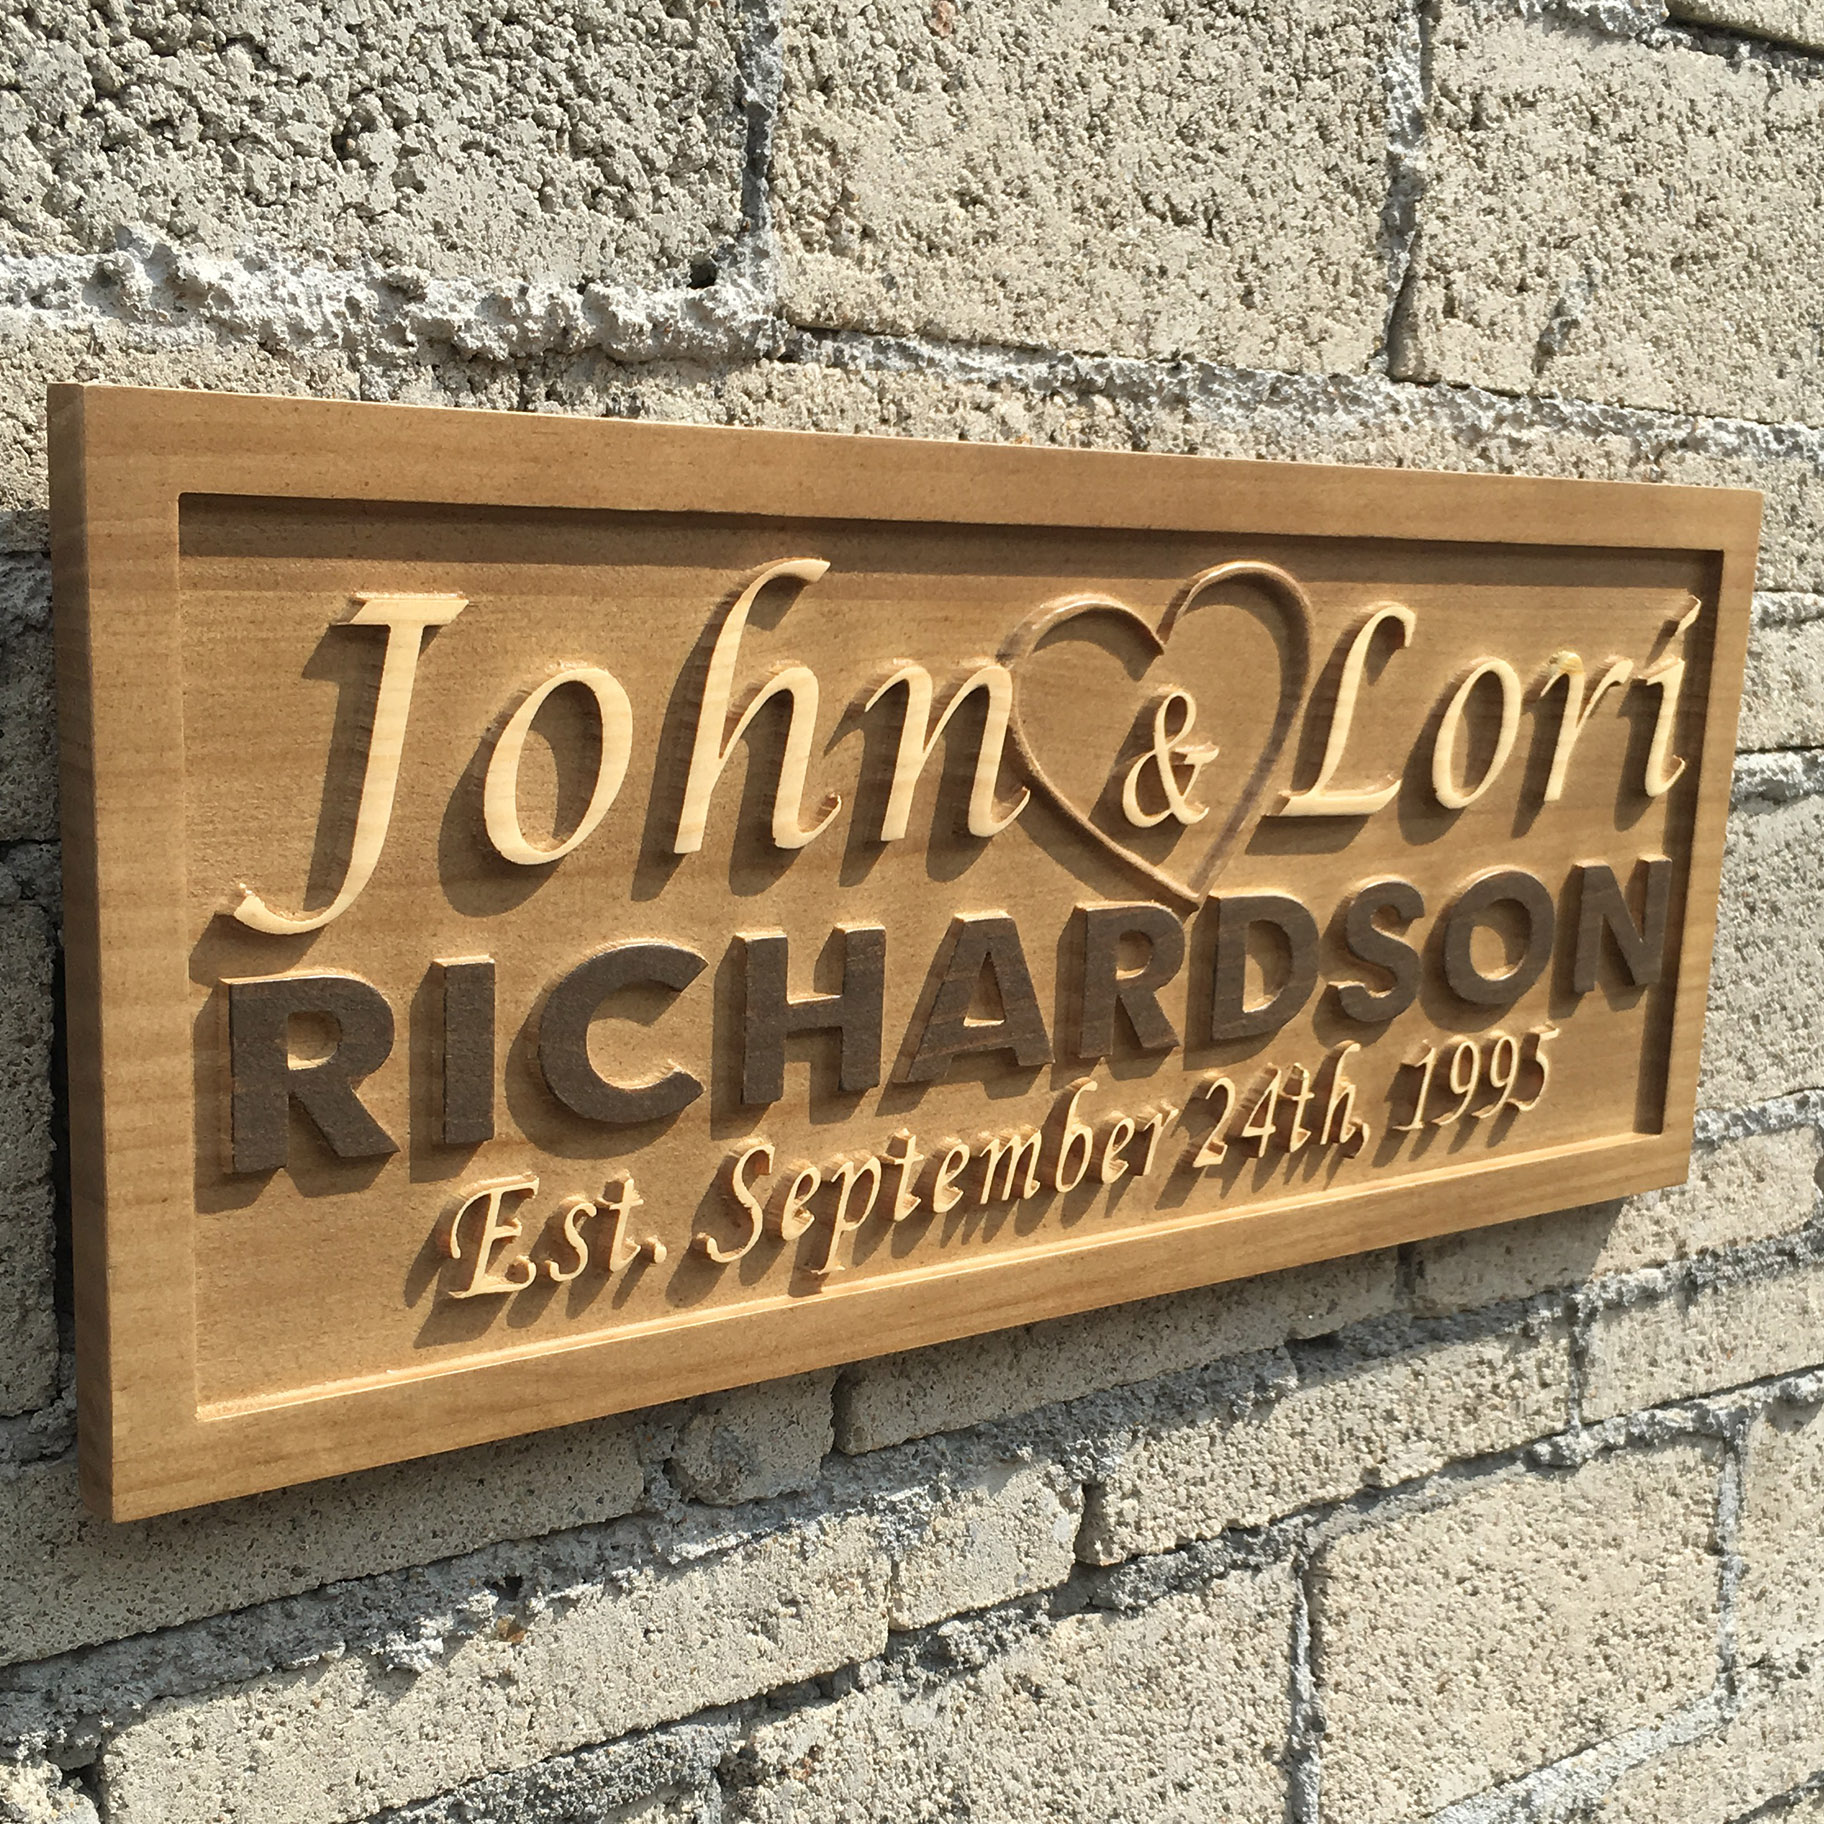 John & Lori
RICHARDSON
Est. September 24th, 1995